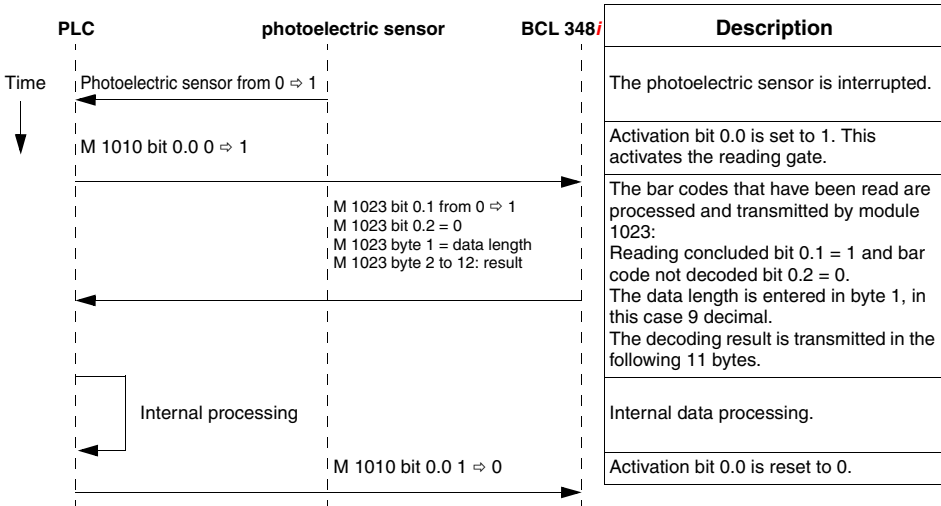 PLC
photoelectric sensor
BCL 348i
Description
Time
Photoelectric sensor from 0 ⇨ 1
The photoelectric sensor is interrupted.
M 1010 bit 0.0 0 ⇨ 1
Activation bit 0.0 is set to 1. This
activates the reading gate.
M 1023 bit 0.1 from 0 ⇨ 1
M 1023 bit 0.2 = 0
M 1023 byte 1 = data length
M 1023 byte 2 to 12: result
The bar codes that have been read are
processed and transmitted by module
1023:
Reading concluded bit 0.1 = 1 and bar
code not decoded bit 0.2 = 0.
The data length is entered in byte 1, in
this case 9 decimal.
The decoding result is transmitted in the
following 11 bytes.
Internal processing
Internal data processing.
M 1010 bit 0.0 1 ⇨ 0
Activation bit 0.0 is reset to 0.